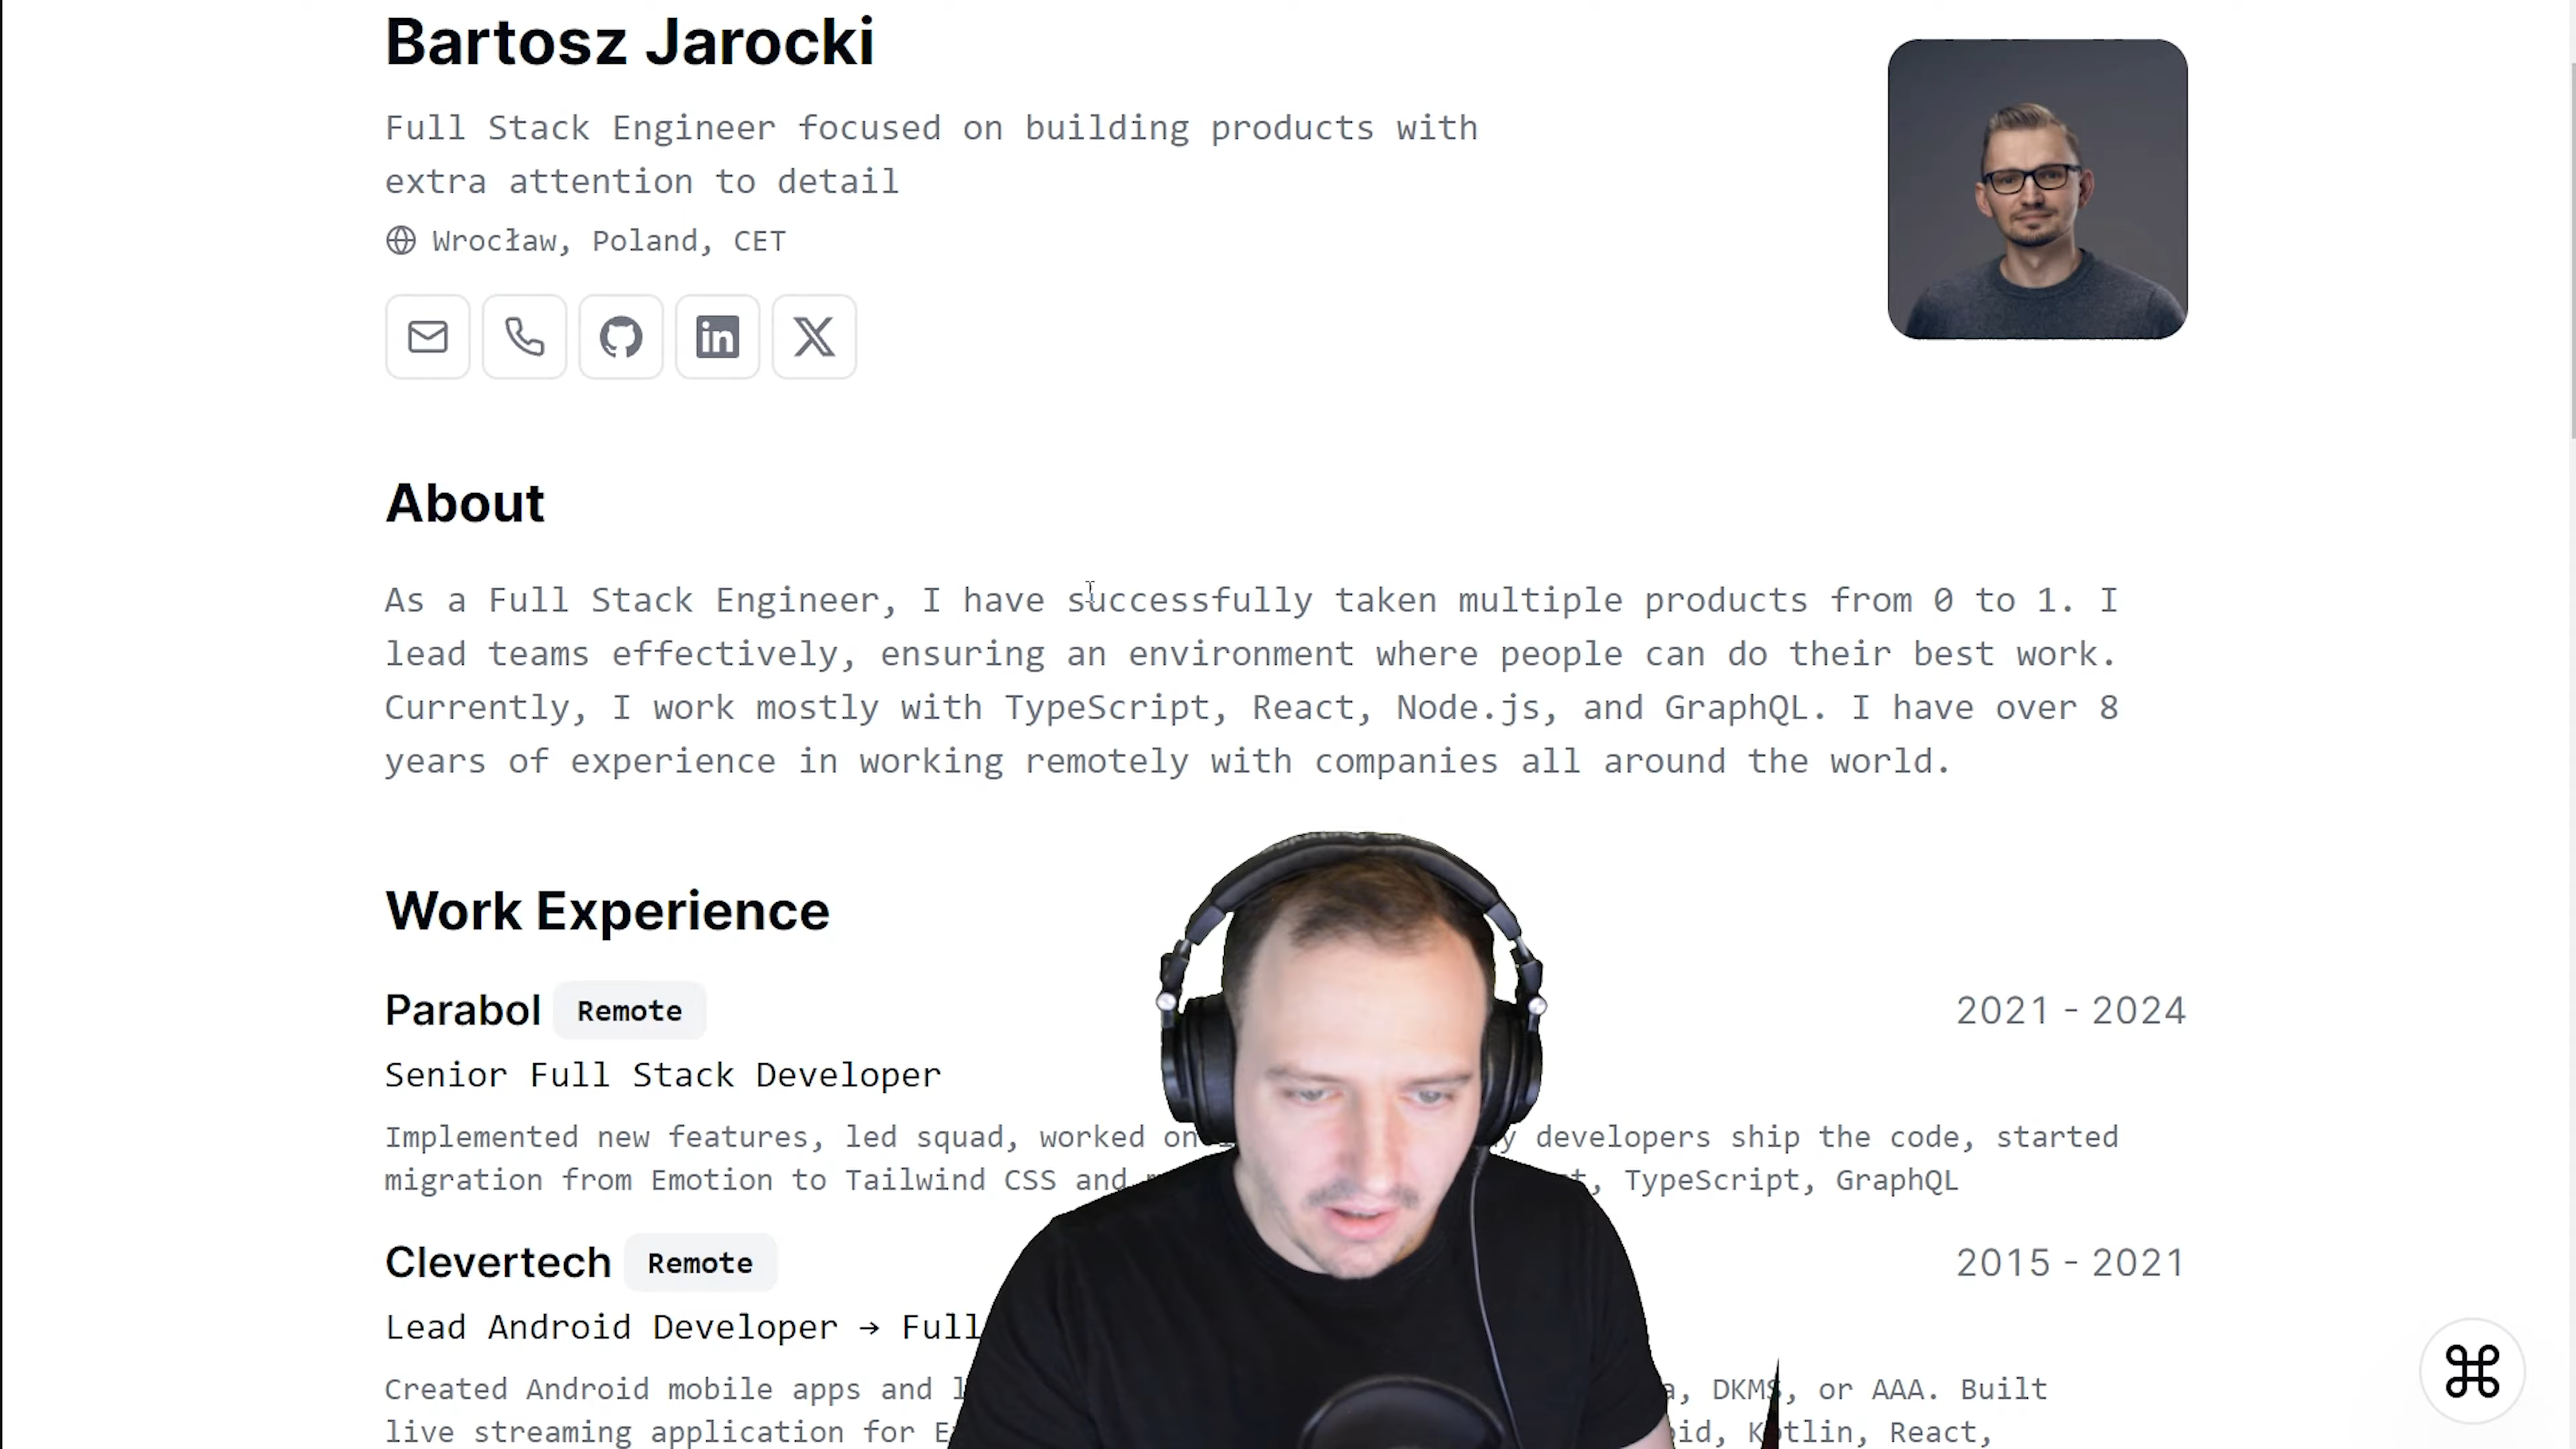 Bartosz Jarocki
Full Stack Engineer focused on building products with
extra attention to detail
Wrocław, Poland, CET
About
As a Full Stack Engineer, I have successfully taken multiple products from 0 to 1. I
lead teams effectively, ensuring an environment where people can do their best work.
Currently, I work mostly with TypeScript, React, Node.js, and GraphQL. I have over 8
years of experience in working remotely with companies all around the world.
Work Experience
Parabol Remote 2021 - 2024
Senior Full Stack Developer
Implemented new features, led squad, worked on developers ship the code, started
migration from Emotion to Tailwind CSS and TypeScript, GraphQL
Clevertech Remote 2015 - 2021
Lead Android Developer → Full
Created Android mobile apps and DKMS, or AAA. Built
live streaming application for Kotlin, React,